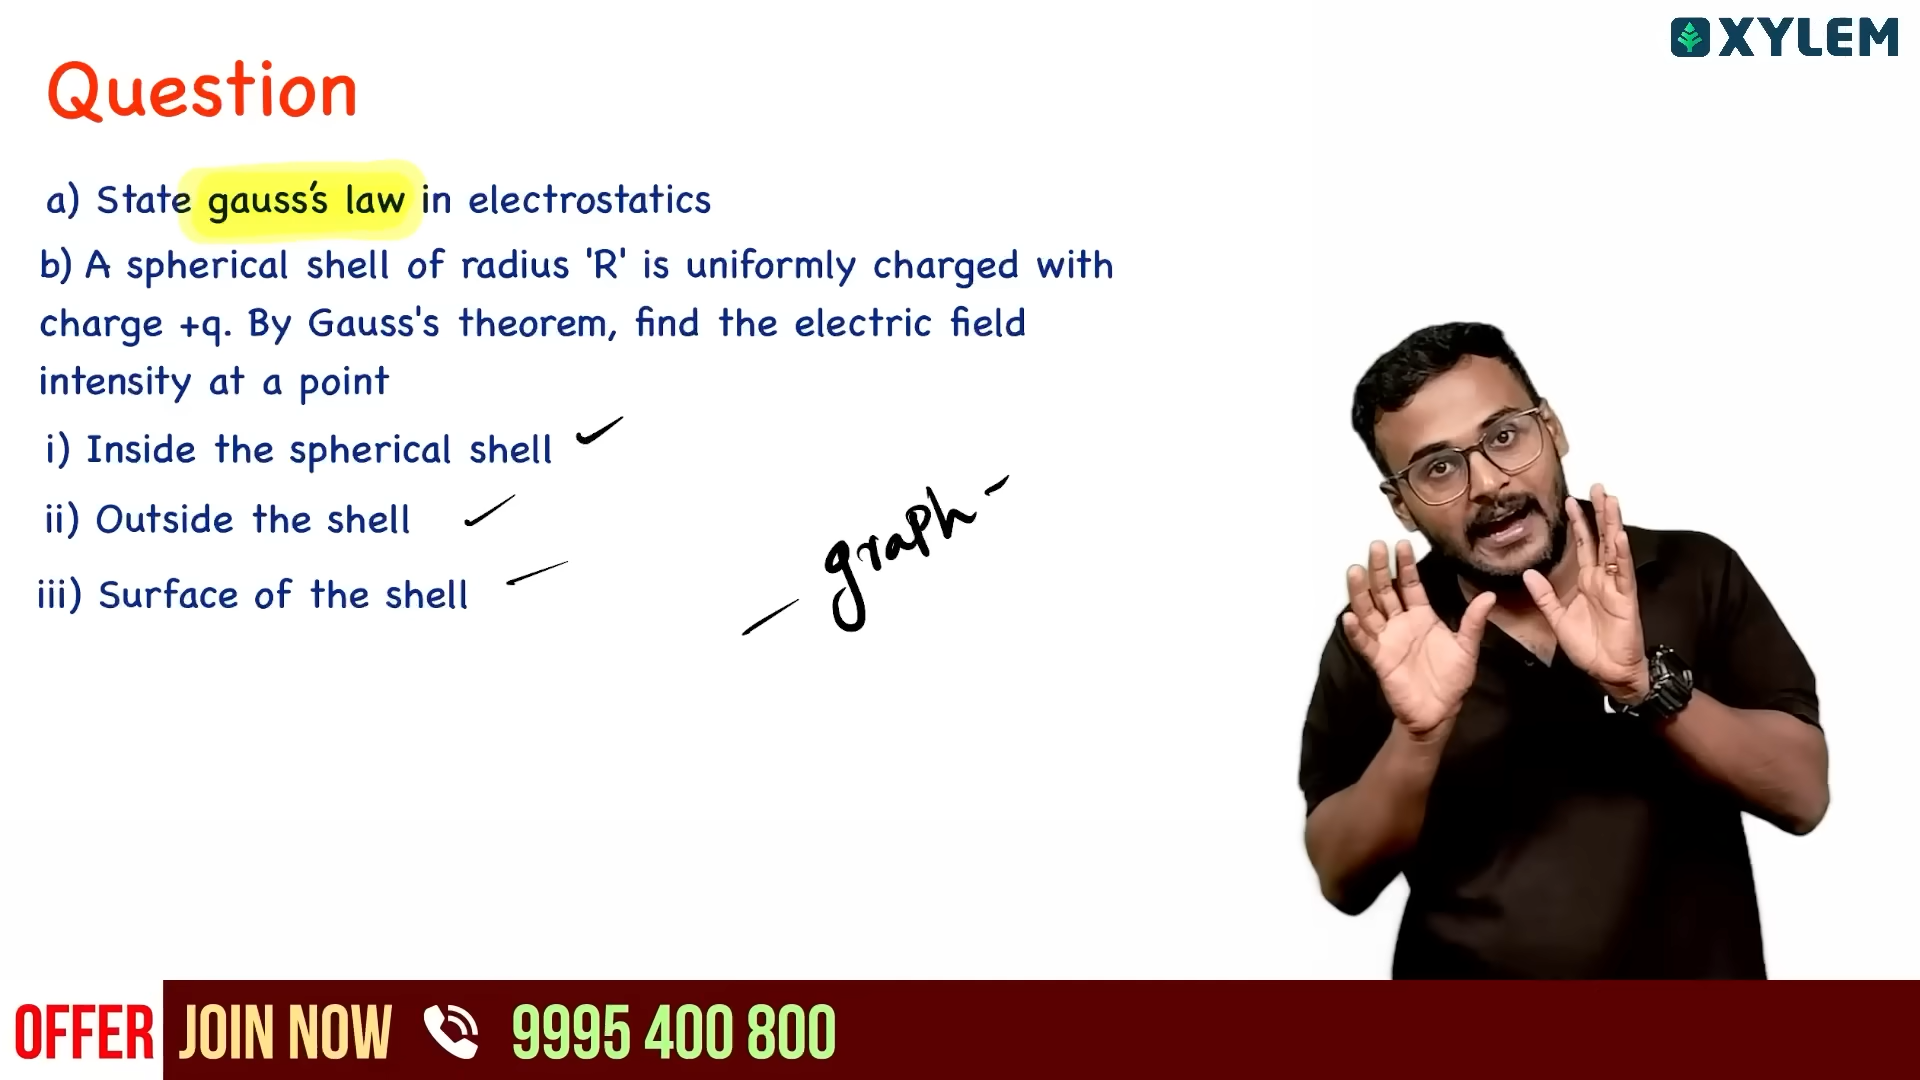 XYLEM
Question
a) State gauss's law in electrostatics
b) A spherical shell of radius 'R' is uniformly charged with
charge +q. By Gauss's theorem, find the electric field
intensity at a point
i) Inside the spherical shell
ii) Outside the shell
iii) Surface of the shell
graph
OFFER JOIN NOW 9995 400 800